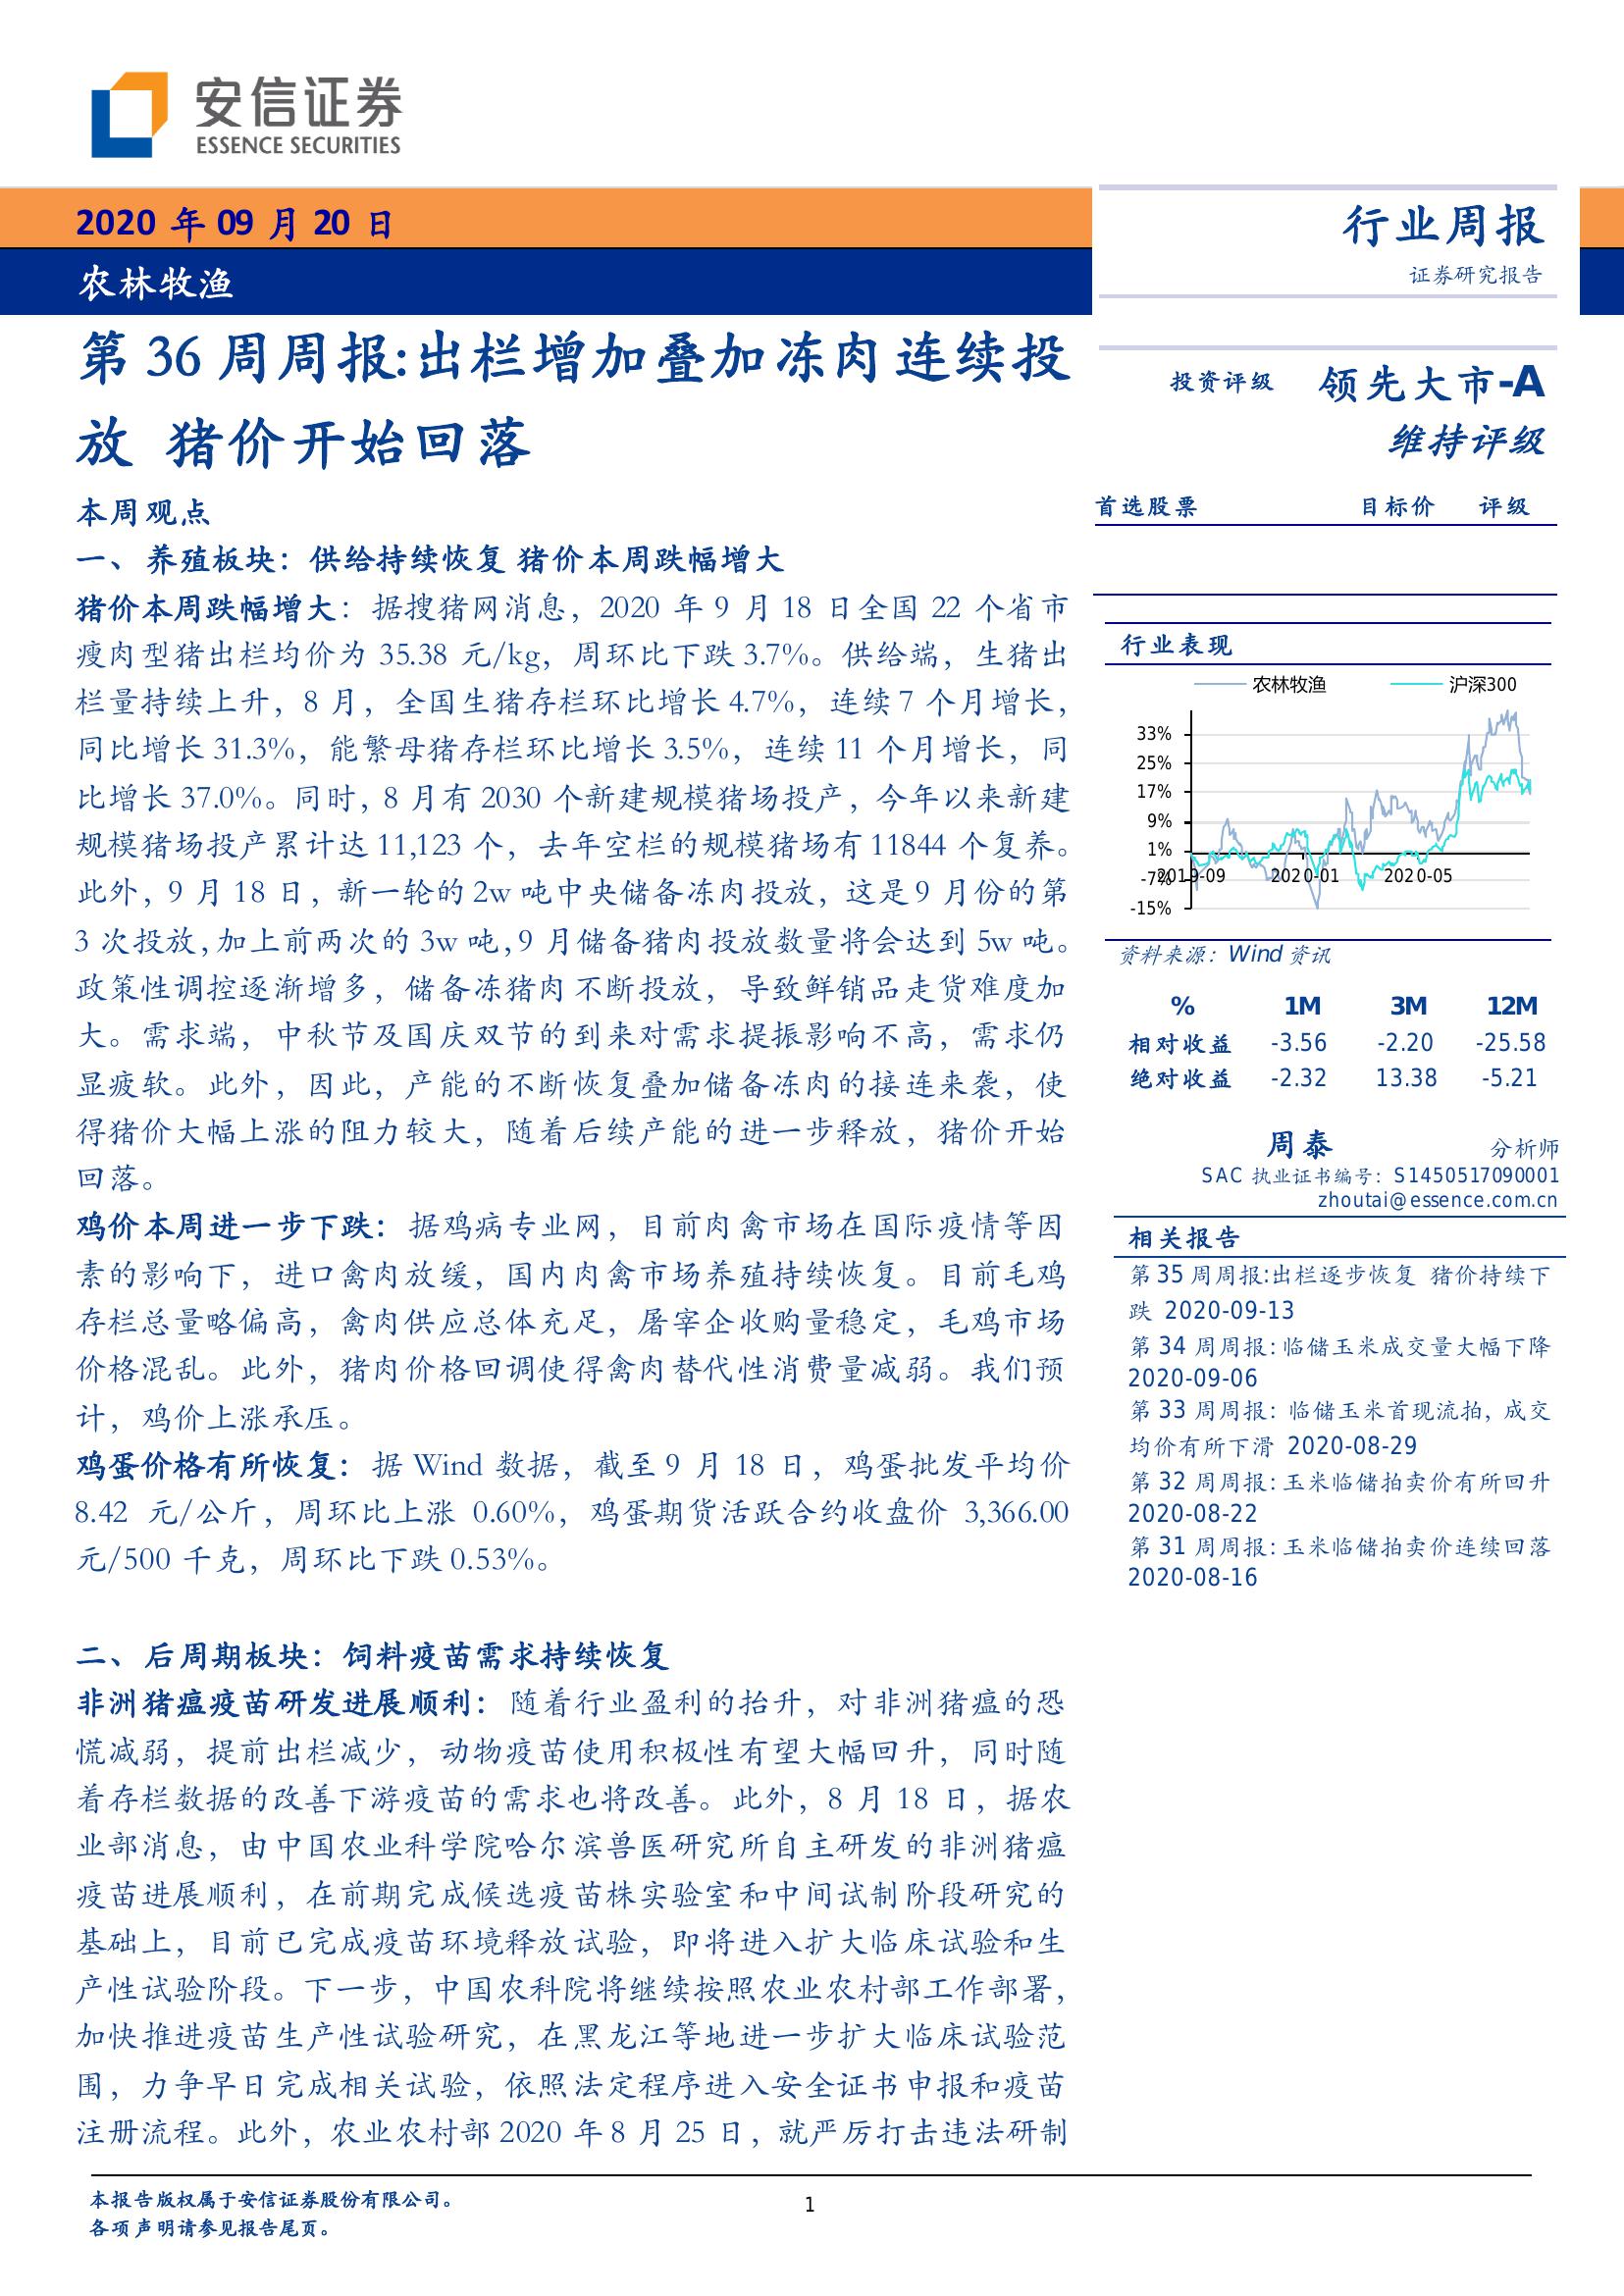 安信证券
ESSENCE SECURITIES
2020 年 09 月 20 日
农林牧渔
行业周报
证券研究报告
第 36 周周报:出栏增加叠加冻肉连续投
放 猪价开始回落
本周观点
一、 养殖板块：供给持续恢复 猪价本周跌幅增大
猪价本周跌幅增大：据搜猪网消息，2020 年 9 月 18 日全国 22 个省市
瘦肉型猪出栏均价为 35.38 元/kg，周环比下跌 3.7%。供给端，生猪出
栏量持续上升，8 月，全国生猪存栏环比增长 4.7%，连续 7 个月增长，
同比增长 31.3%，能繁母猪存栏环比增长 3.5%，连续 11 个月增长，同
比增长 37.0%。同时，8 月有 2030 个新建规模猪场投产，今年以来新建
规模猪场投产累计达 11,123 个，去年空栏的规模猪场有 11844 个复养。
此外，9 月 18 日，新一轮的 2w 吨中央储备冻肉投放，这是 9 月份的第
3 次投放，加上前两次的 3w 吨，9 月储备猪肉投放数量将会达到 5w 吨。
政策性调控逐渐增多，储备冻猪肉不断投放，导致鲜销品走货难度加
大。需求端，中秋节及国庆双节的到来对需求提振影响不高，需求仍
显疲软。此外，因此，产能的不断恢复叠加储备冻肉的接连来袭，使
得猪价大幅上涨的阻力较大，随着后续产能的进一步释放，猪价开始
回落。
鸡价本周进一步下跌：据鸡病专业网，目前肉禽市场在国际疫情等因
素的影响下，进口禽肉放缓，国内肉禽市场养殖持续恢复。目前毛鸡
存栏总量略偏高，禽肉供应总体充足，屠宰企收购量稳定，毛鸡市场
价格混乱。此外，猪肉价格回调使得禽肉替代性消费量减弱。我们预
计，鸡价上涨承压。
鸡蛋价格有所恢复：据 Wind 数据，截至 9 月 18 日，鸡蛋批发平均价
8.42 元/公斤，周环比上涨 0.60%，鸡蛋期货活跃合约收盘价 3,366.00
元/500 千克，周环比下跌 0.53%。
二、后周期板块：饲料疫苗需求持续恢复
非洲猪瘟疫苗研发进展顺利：随着行业盈利的抬升，对非洲猪瘟的恐
慌减弱，提前出栏减少，动物疫苗使用积极性有望大幅回升，同时随
着存栏数据的改善下游疫苗的需求也将改善。此外，8 月 18 日，据农
业部消息，由中国农业科学院哈尔滨兽医研究所自主研发的非洲猪瘟
疫苗进展顺利，在前期完成候选疫苗株实验室和中间试制阶段研究的
基础上，目前已完成疫苗环境释放试验，即将进入扩大临床试验和生
产性试验阶段。下一步，中国农科院将继续按照农业农村部工作部署，
加快推进疫苗生产性试验研究，在黑龙江等地进一步扩大临床试验范
围，力争早日完成相关试验，依照法定程序进入安全证书申报和疫苗
注册流程。此外，农业农村部 2020 年 8 月 25 日，就严厉打击违法研制
投资评级 领先大市-A
维持评级
首选股票 目标价 评级
行业表现
农林牧渔 沪深300
33%
25%
17%
9%
1%
-7%
-15%
2019-09 2020-01 2020-05
资料来源：Wind 资讯
% 1M 3M 12M
相对收益 -3.56 -2.20 -25.58
绝对收益 -2.32 13.38 -5.21
周泰 分析师
SAC 执业证书编号：S1450517090001
zhoutai@essence.com.cn
相关报告
第 35 周周报:出栏逐步恢复 猪价持续下
跌 2020-09-13
第 34 周周报：临储玉米成交量大幅下降
2020-09-06
第 33 周周报：临储玉米首现流拍，成交
均价有所下滑 2020-08-29
第 32 周周报：玉米临储拍卖价有所回升
2020-08-22
第 31 周周报：玉米临储拍卖价连续回落
2020-08-16
本报告版权属于安信证券股份有限公司。
各项声明请参见报告尾页。
1